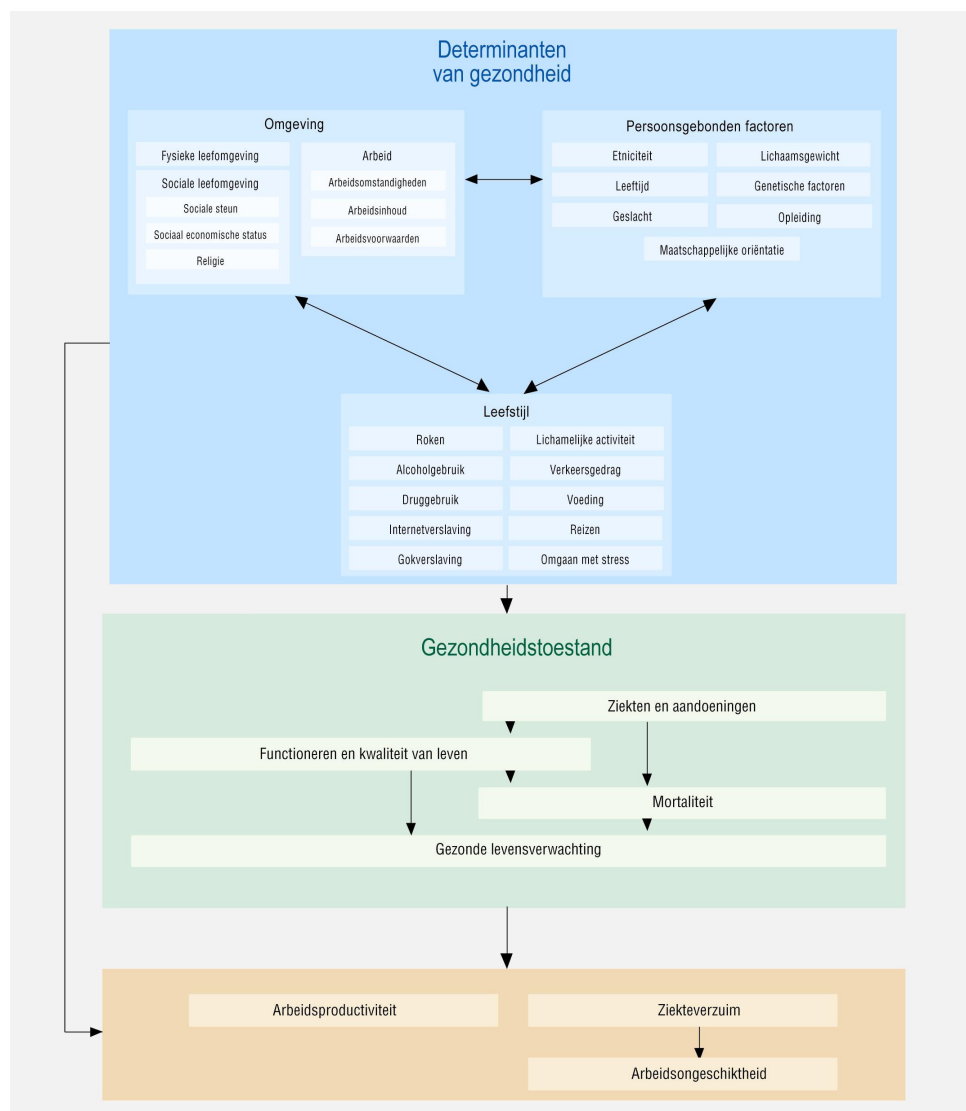 Determinanten
van gezondheid
Omgeving
Fysieke leefomgeving
Sociale leefomgeving
Sociale steun
Sociaal economische status
Religie
Arbeid
Arbeidsomstandigheden
Arbeidsinhoud
Arbeidsvoorwaarden
Persoonsgebonden factoren
Etniciteit
Lichaamsgewicht
Leeftijd
Genetische factoren
Geslacht
Opleiding
Maatschappelijke oriëntatie
Leefstijl
Roken
Lichamelijke activiteit
Alcoholgebruik
Verkeersgedrag
Druggebruik
Voeding
Internetverslaving
Reizen
Gokverslaving
Omgaan met stress
Gezondheidstoestand
Ziekten en aandoeningen
Functioneren en kwaliteit van leven
Mortaliteit
Gezonde levensverwachting
Arbeidsproductiviteit
Ziekteverzuim
Arbeidsongeschiktheid